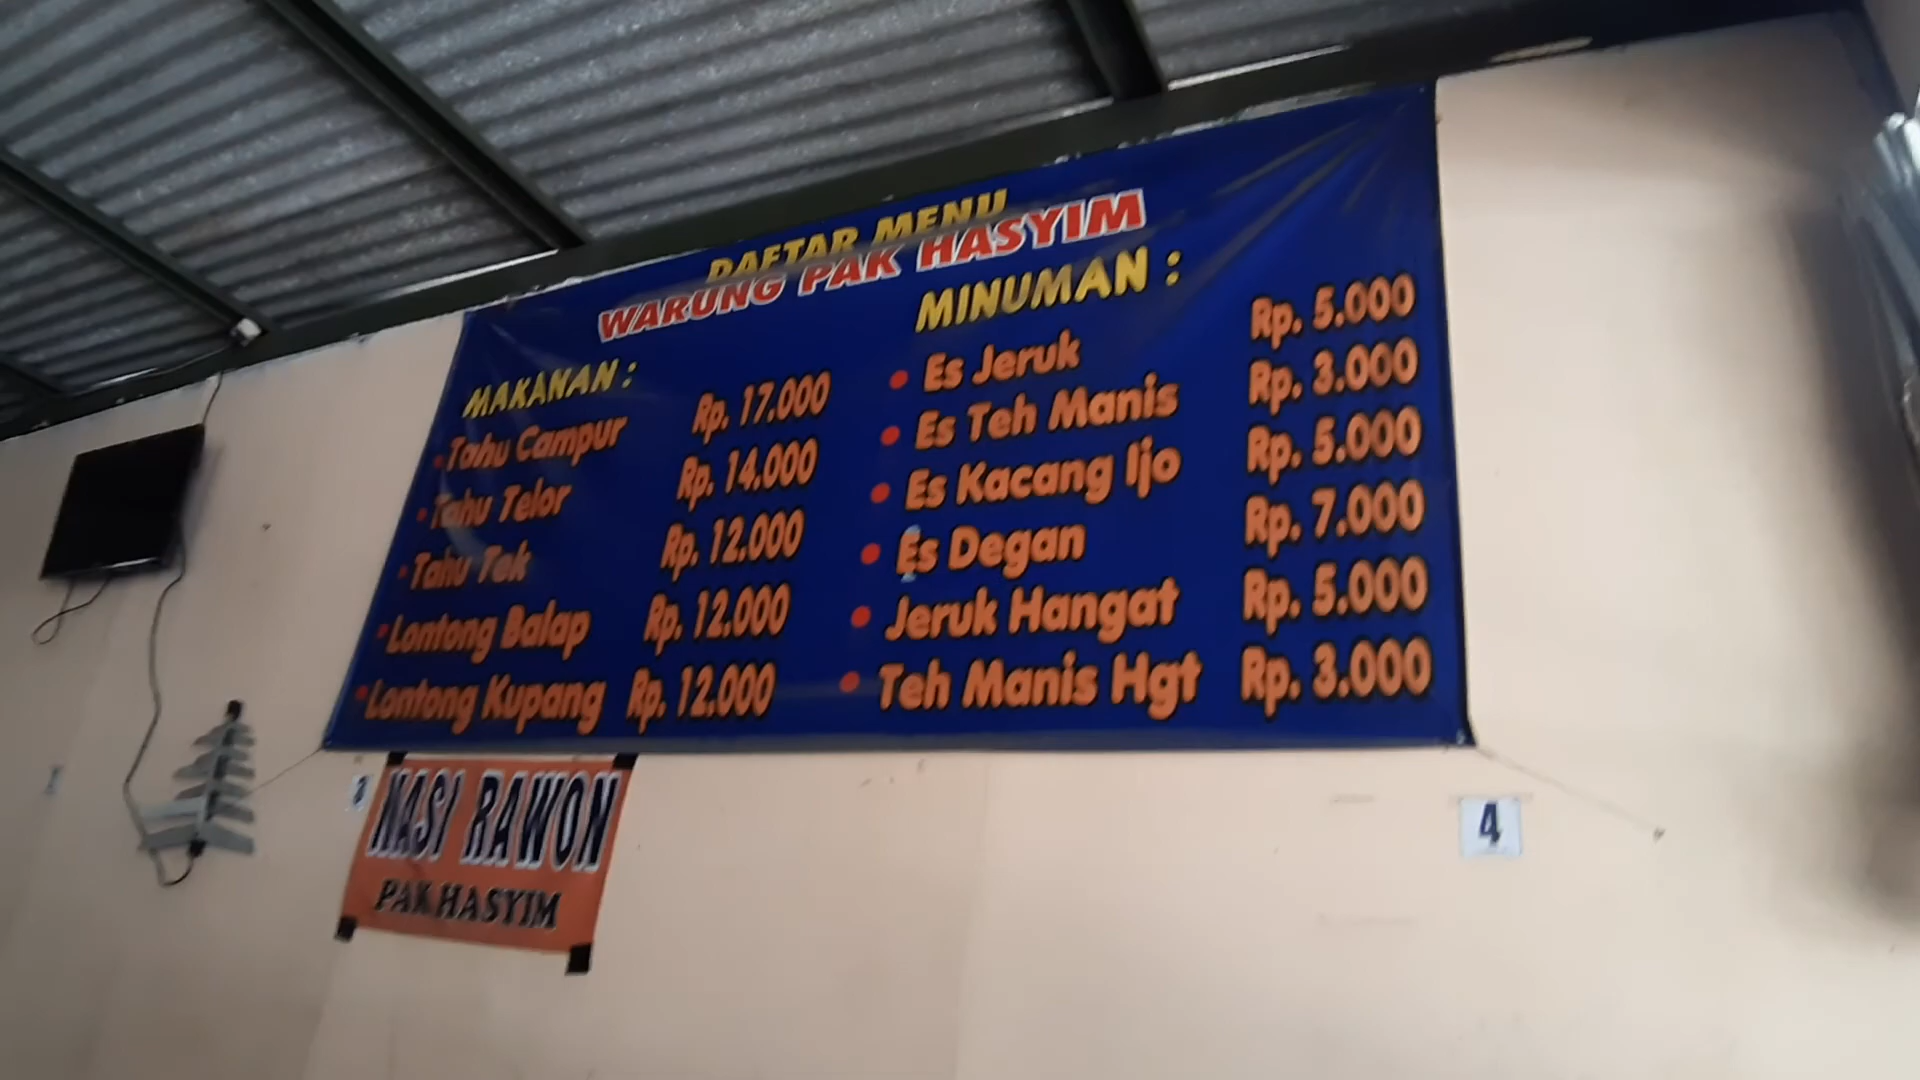 DAFTAR MENU
WARUNG PAK HASYIM
MAKANAN :
• Tahu Campur Rp. 17.000
• Tahu Telor Rp. 14.000
• Tahu Tek Rp. 12.000
• Lontong Balap Rp. 12.000
• Lontong Kupang Rp. 12.000
MINUMAN :
• Es Jeruk Rp. 5.000
• Es Teh Manis Rp. 3.000
• Es Kacang Ijo Rp. 5.000
• Es Degan Rp. 7.000
• Jeruk Hangat Rp. 5.000
• Teh Manis Hgt Rp. 3.000
3
NASI RAWON
PAK HASYIM
4